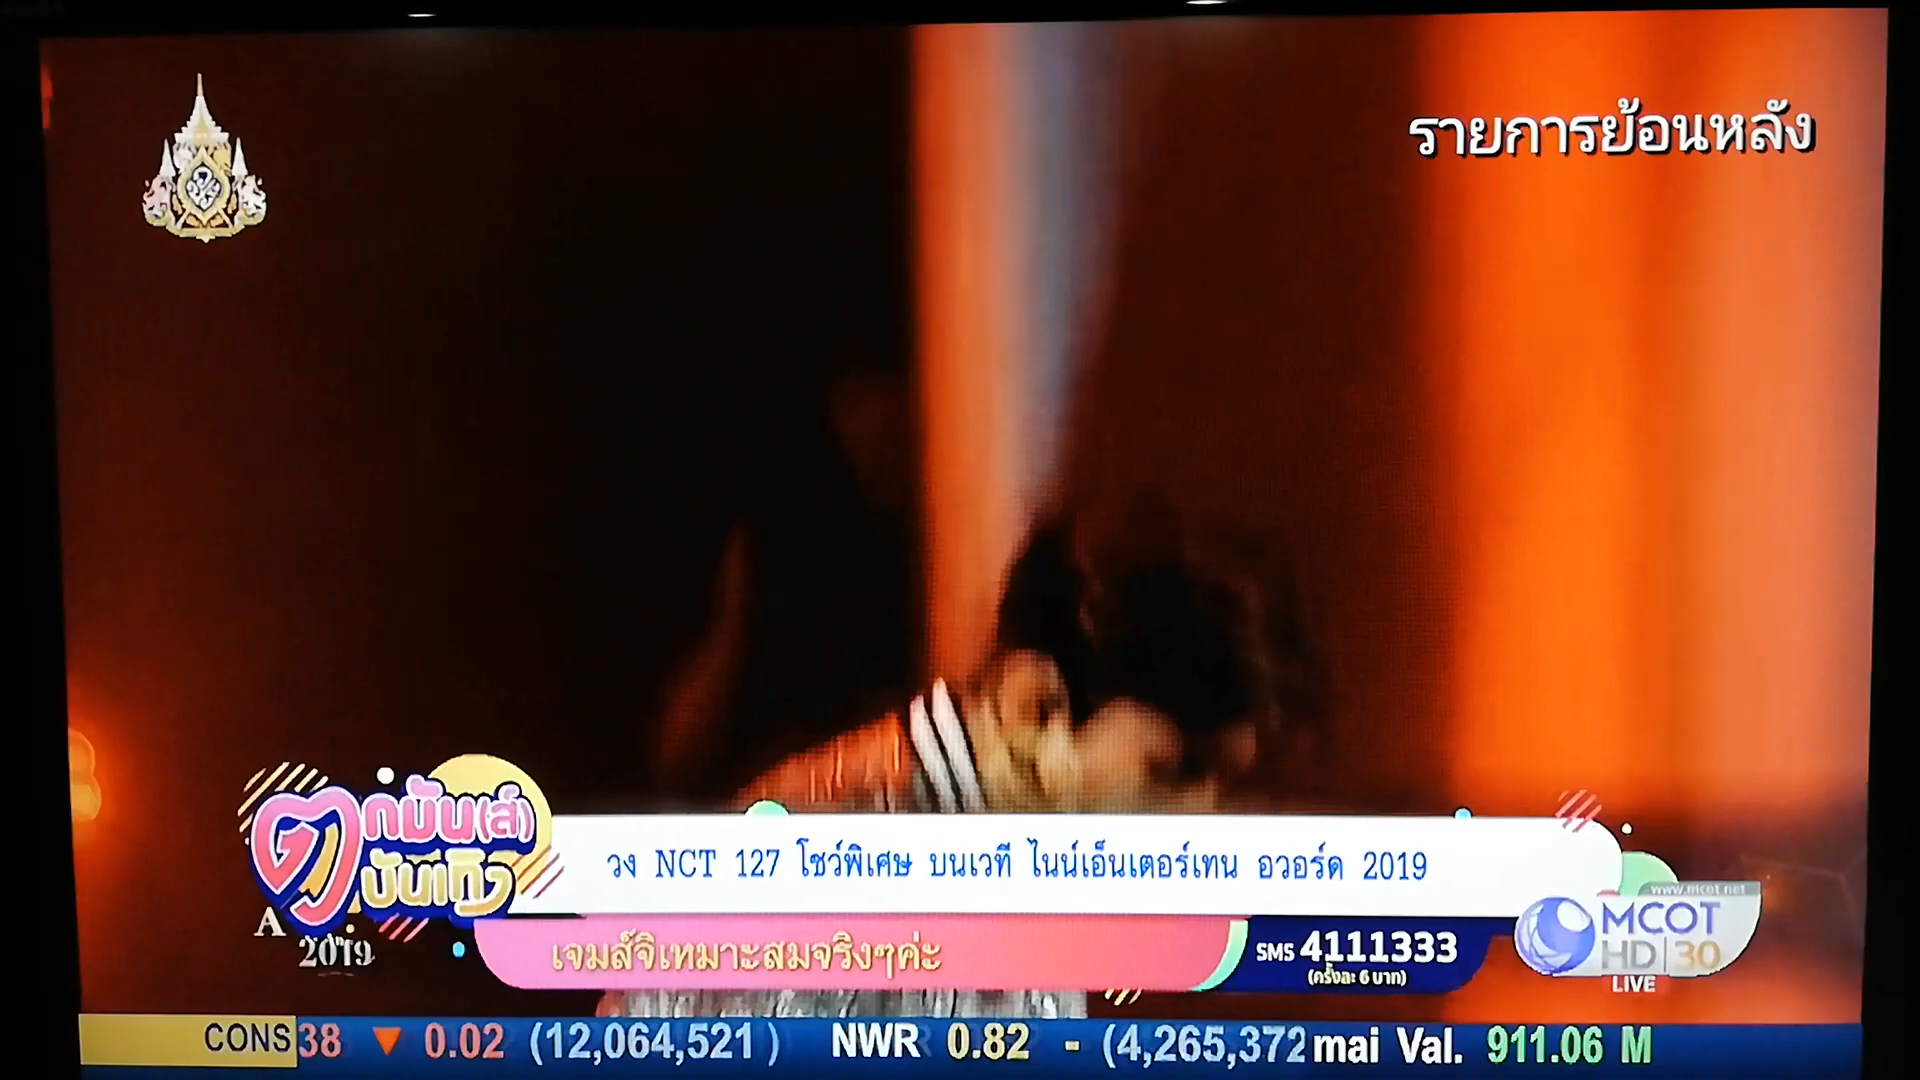 รายการย้อนหลัง
ตกมัน(ส์)
บันเทิง
วง NCT 127 โชว์พิเศษ บนเวที ไนน์เอ็นเตอร์เทน อวอร์ด 2019
A
2019
เจมส์จิเหมาะสมจริงๆค่ะ
SMS 4111333
(ครั้งละ 6 บาท)
www.mcot.net
MCOT
HD 30
LIVE
CONS 38 ▼ 0.02 (12,064,521) NWR 0.82 - (4,265,372 mai Val. 911.06 M